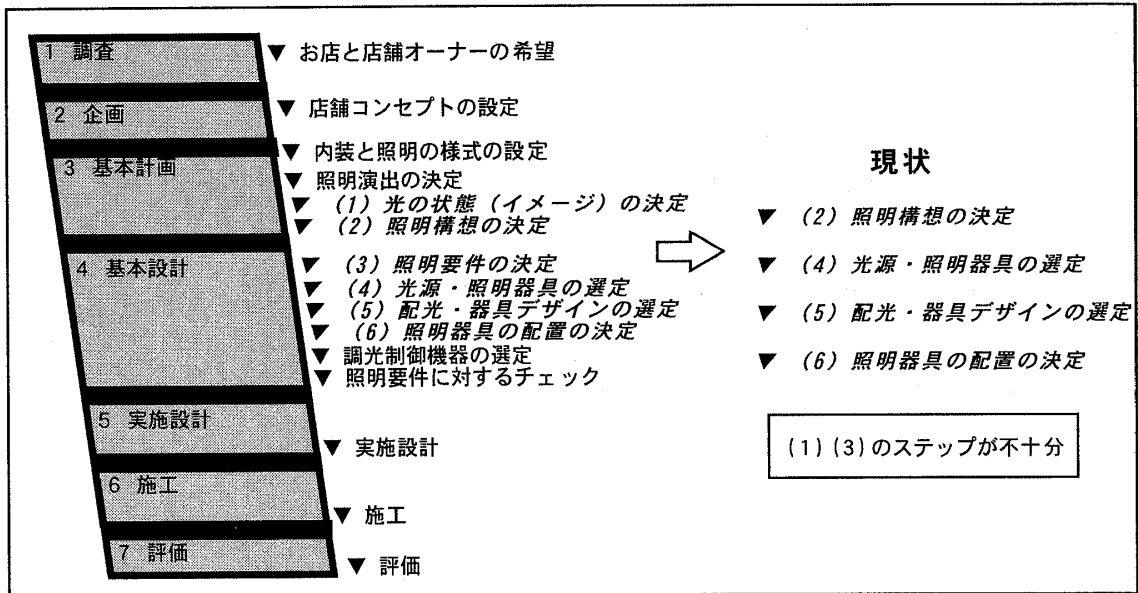 1 調査
▼ お店と店舗オーナーの希望
2 企画
▼ 店舗コンセプトの設定
3 基本計画
▼ 内装と照明の様式の設定
▼ 照明演出の決定
▼ (1) 光の状態 (イメージ) の決定
▼ (2) 照明構想の決定
4 基本設計
▼ (3) 照明要件の決定
▼ (4) 光源・照明器具の選定
▼ (5) 配光・器具デザインの選定
▼ (6) 照明器具の配置の決定
▼ 調光制御機器の選定
▼ 照明要件に対するチェック
5 実施設計
▼ 実施設計
6 施工
▼ 施工
7 評価
▼ 評価
現状
▼ (2) 照明構想の決定
▼ (4) 光源・照明器具の選定
▼ (5) 配光・器具デザインの選定
▼ (6) 照明器具の配置の決定
(1) (3) のステップが不十分